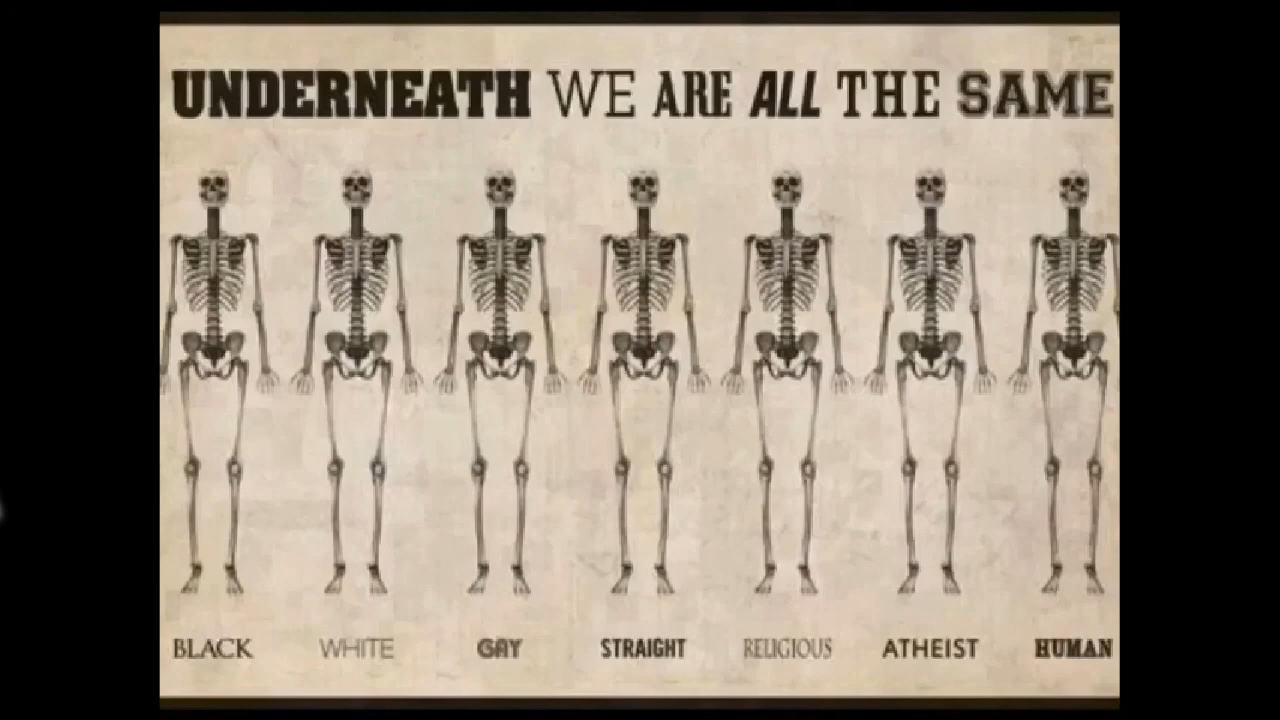 UNDERNEATH WE ARE ALL THE SAME
BLACK WHITE GAY STRAIGHT RELIGIOUS ATHEIST HUMAN